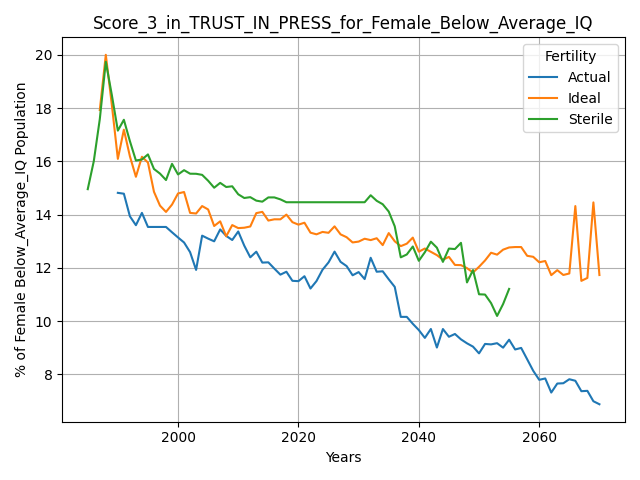 Score_3_in_TRUST_IN_PRESS_for_Female_Below_Average_IQ
% of Female Below_Average_IQ Population
20
18
16
14
12
10
8
Fertility
Actual
Ideal
Sterile
2000
2020
2040
2060
Years